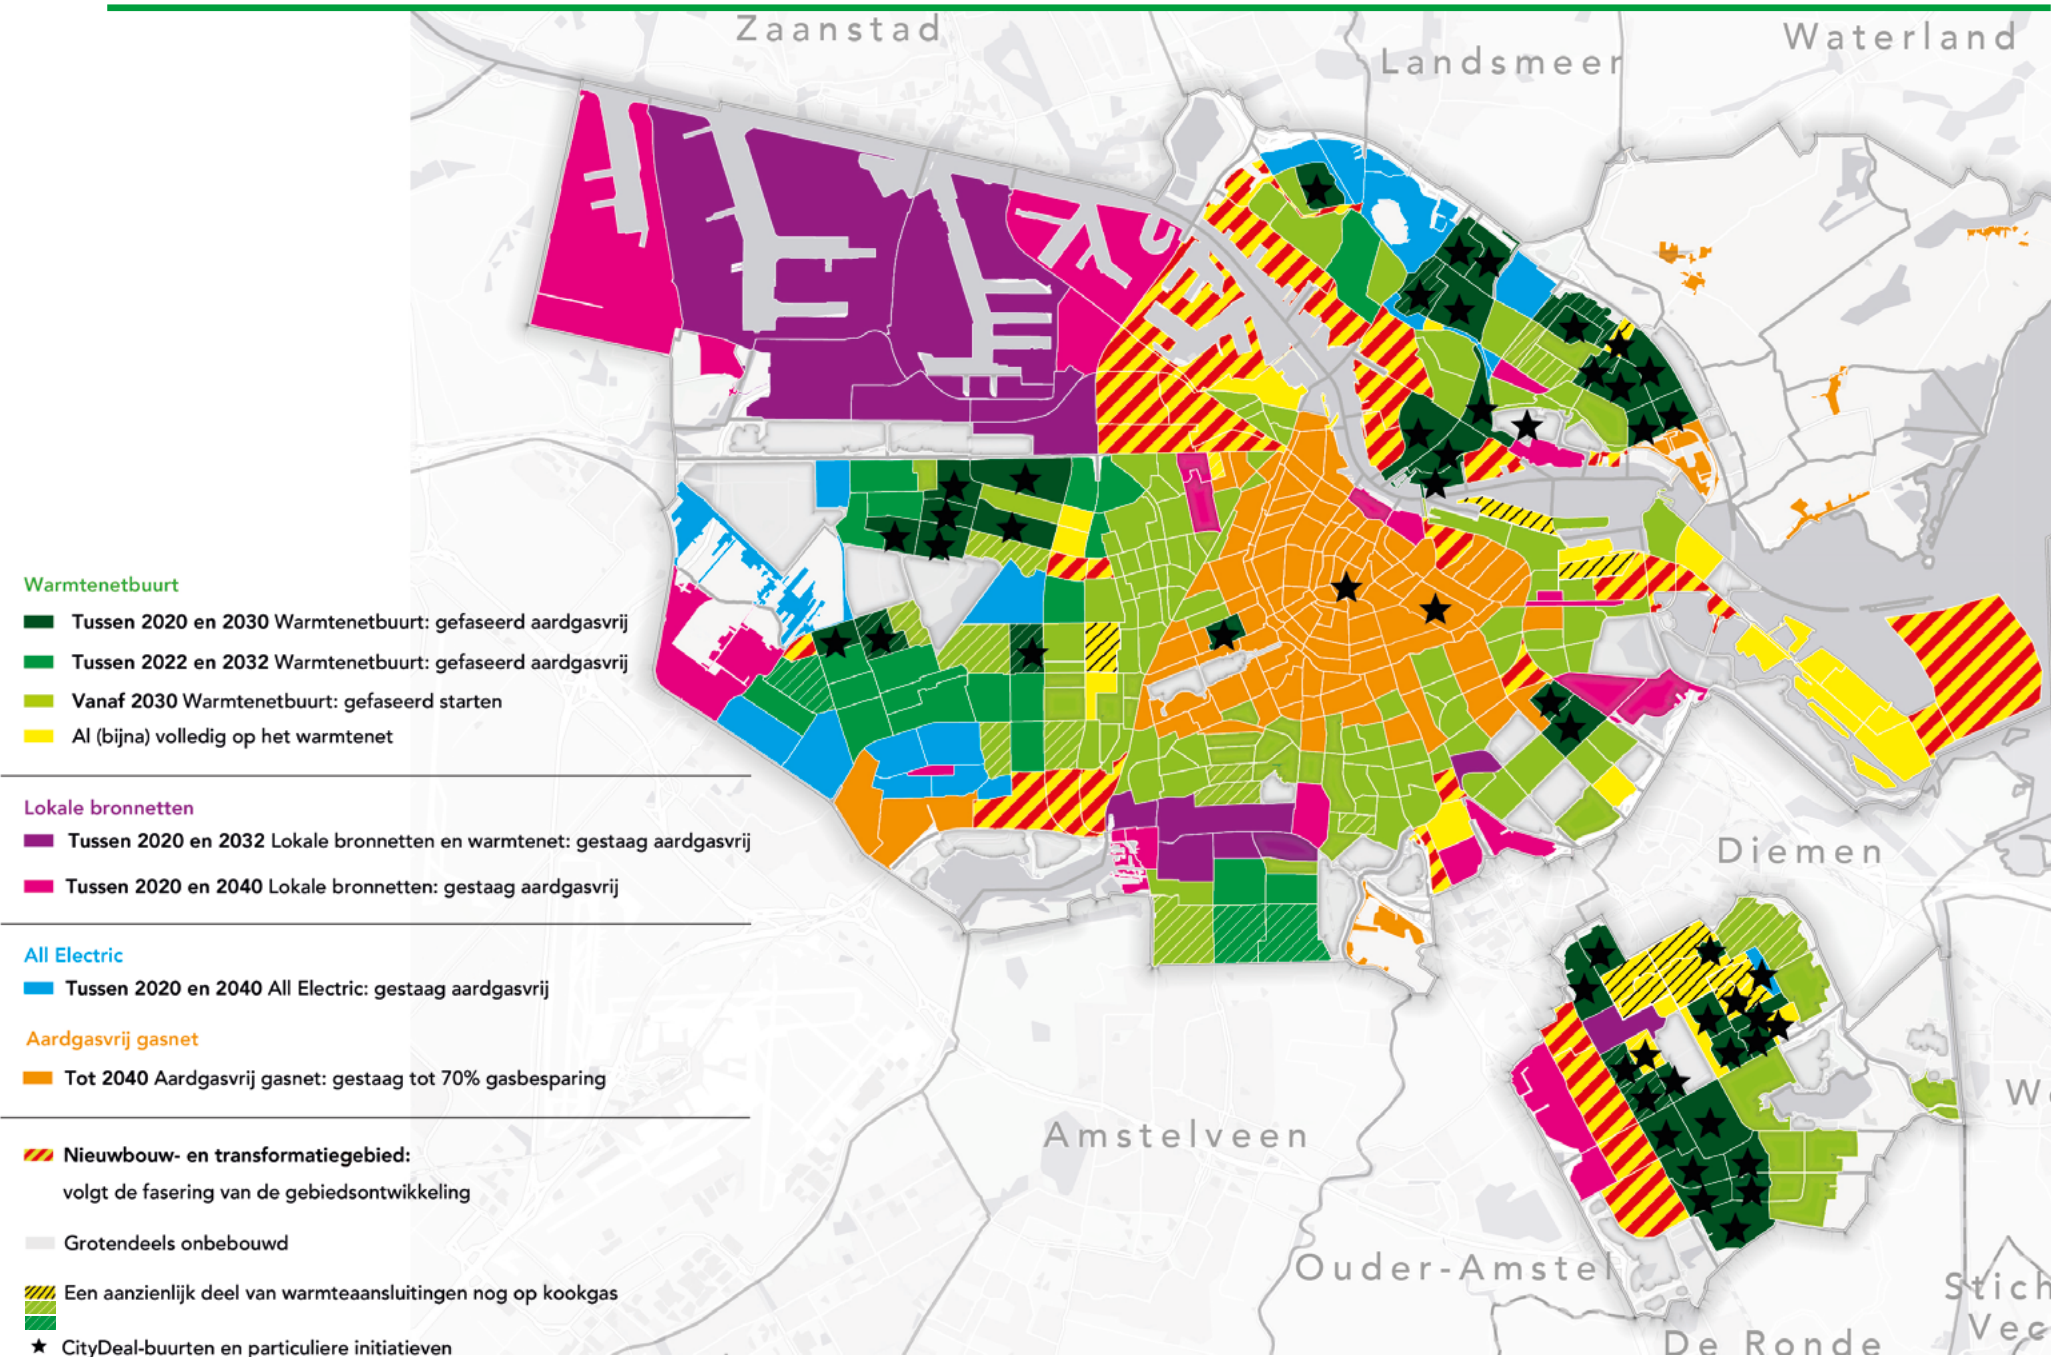 Zaanstad
Landsmeer
Waterland
Warmtenetbuurt
Tussen 2020 en 2030 Warmtenetbuurt: gefaseerd aardgasvrij
Tussen 2022 en 2032 Warmtenetbuurt: gefaseerd aardgasvrij
Vanaf 2030 Warmtenetbuurt: gefaseerd starten
Al (bijna) volledig op het warmtenet
Lokale bronnetten
Tussen 2020 en 2032 Lokale bronnetten en warmtenet: gestaag aardgasvrij
Tussen 2020 en 2040 Lokale bronnetten: gestaag aardgasvrij
All Electric
Tussen 2020 en 2040 All Electric: gestaag aardgasvrij
Aardgasvrij gasnet
Tot 2040 Aardgasvrij gasnet: gestaag tot 70% gasbesparing
Nieuwbouw- en transformatiegebied:
volgt de fasering van de gebiedsontwikkeling
Grotendeels onbebouwd
Een aanzienlijk deel van warmteaansluitingen nog op kookgas
CityDeal-buurten en particuliere initiatieven
Diemen
Amstelveen
Ouder-Amstel
De Ronde
Stich
Vec